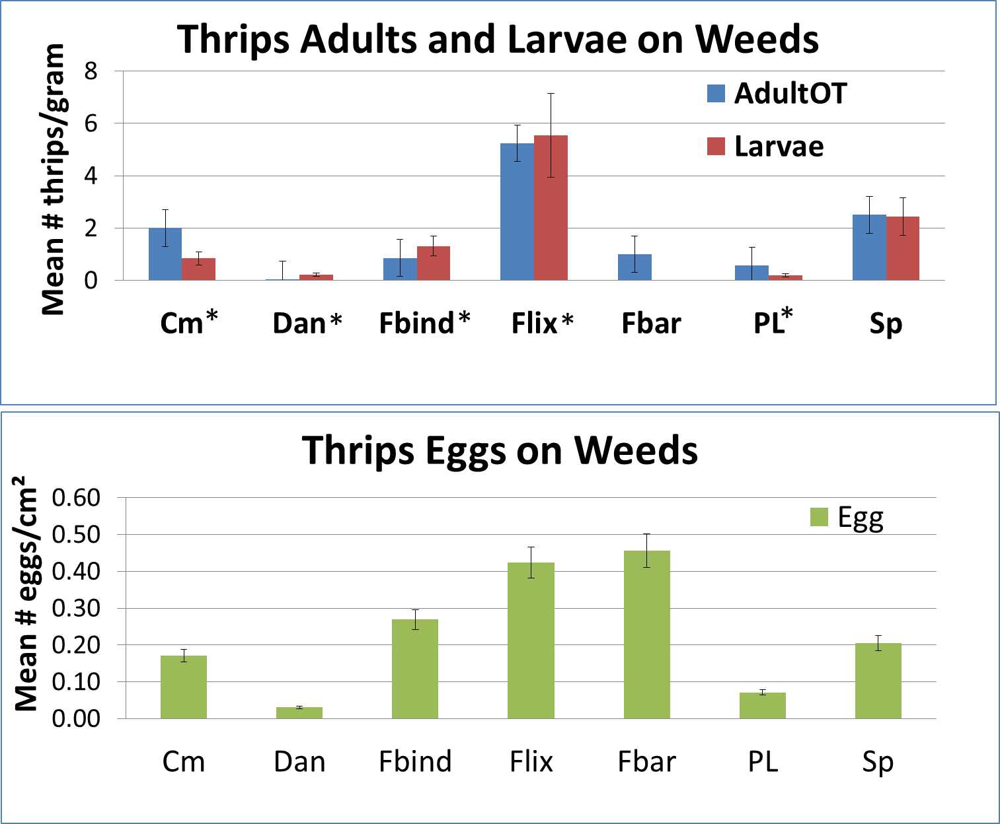 Thrips Adults and Larvae on Weeds
Mean # thrips/gram
8
6
4
2
0
AdultOT
Larvae
Cm* Dan* Fbind* Flix* Fbar PL* Sp
Thrips Eggs on Weeds
Mean # eggs/cm²
0.60
0.50
0.40
0.30
0.20
0.10
0.00
Egg
Cm Dan Fbind Flix Fbar PL Sp